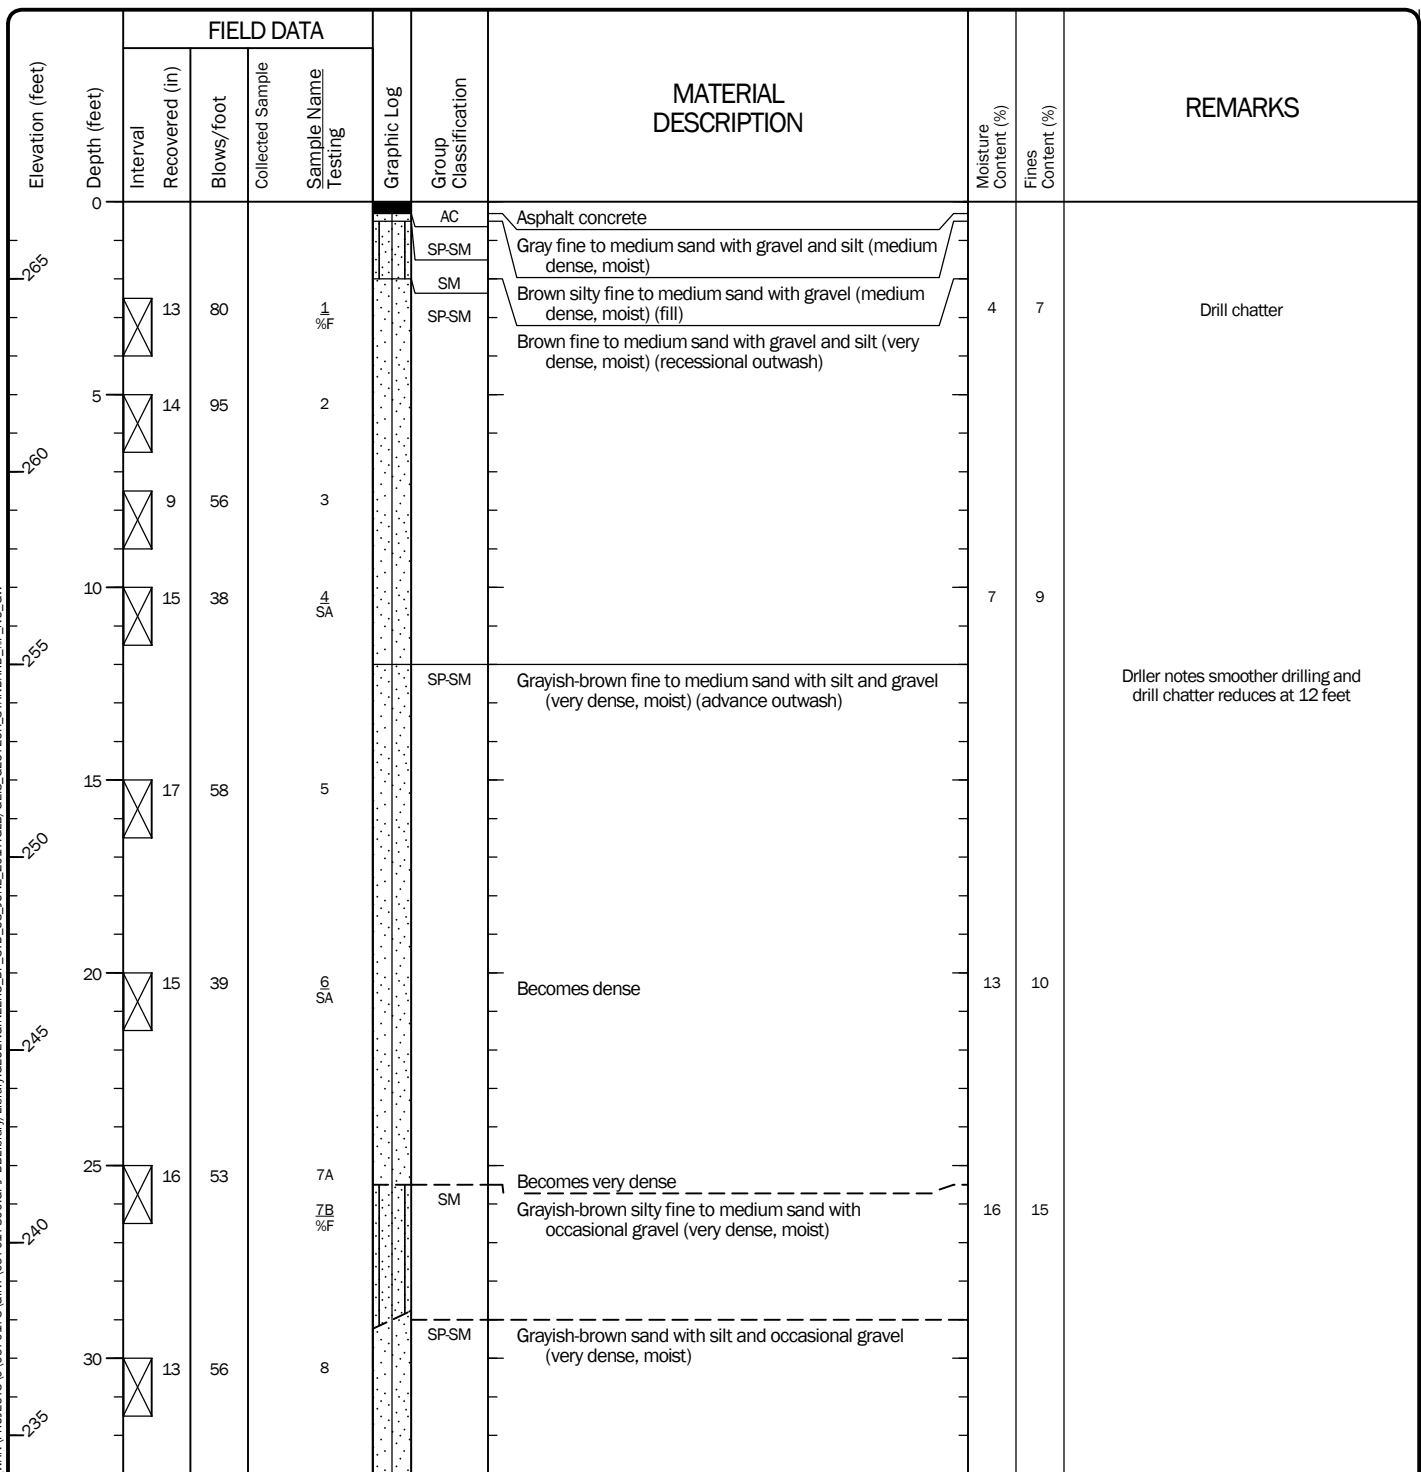 FIELD DATA
Elevation (feet)
Depth (feet)
Interval
Recovered (in)
Blows/foot
Collected Sample
Sample Name
Testing
Graphic Log
Group
Classification
MATERIAL
DESCRIPTION
Moisture
Content (%)
Fines
Content (%)
REMARKS
0
AC
Asphalt concrete
SP-SM
Gray fine to medium sand with gravel and silt (medium
dense, moist)
265
SM
Brown silty fine to medium sand with gravel (medium
dense, moist) (fill)
13
80
1
%F
SP-SM
4
7
Drill chatter
Brown fine to medium sand with gravel and silt (very
dense, moist) (recessional outwash)
5
14
95
2
260
9
56
3
10
15
38
4
SA
7
9
255
SP-SM
Grayish-brown fine to medium sand with silt and gravel
(very dense, moist) (advance outwash)
Driller notes smoother drilling and
drill chatter reduces at 12 feet
15
17
58
5
250
20
15
39
6
SA
Becomes dense
13
10
245
25
16
53
7A
Becomes very dense
SM
7B
%F
Grayish-brown silty fine to medium sand with
occasional gravel (very dense, moist)
16
15
240
SP-SM
Grayish-brown sand with silt and occasional gravel
(very dense, moist)
30
13
56
8
235